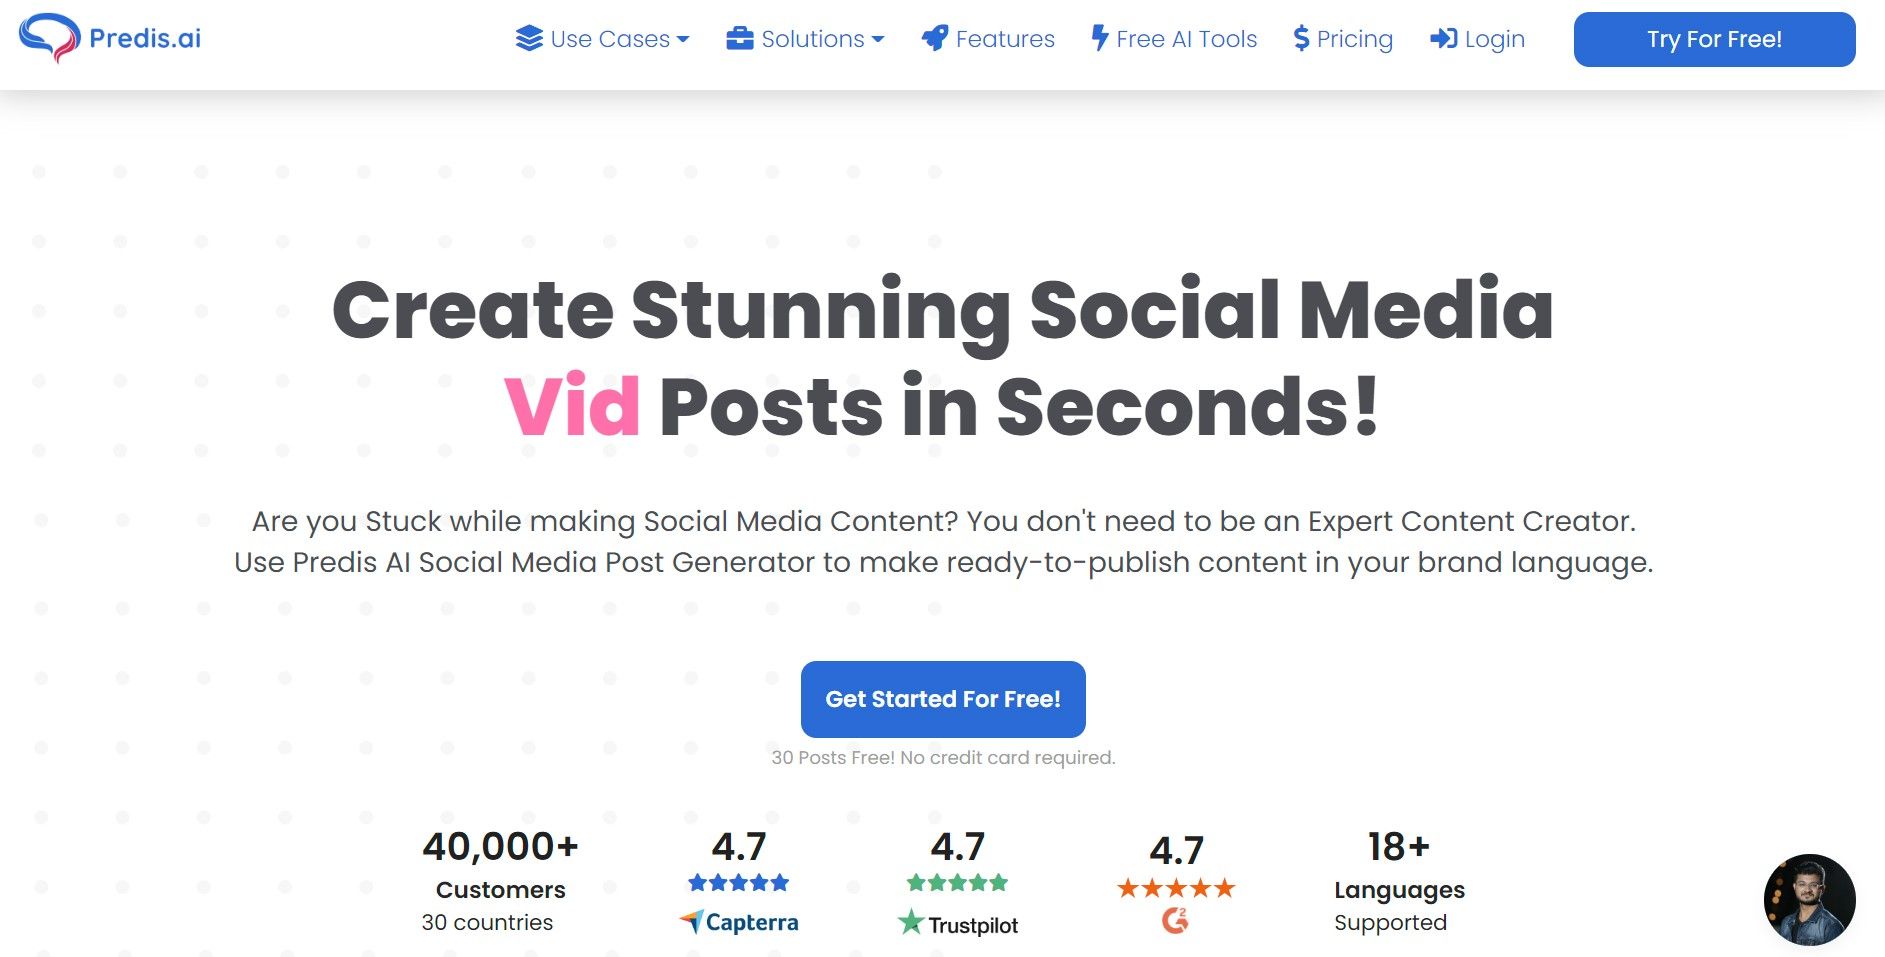 Predis.ai
Use Cases Solutions Features Free AI Tools Pricing Login Try For Free!
Create Stunning Social Media
Vid Posts in Seconds!
Are you Stuck while making Social Media Content? You don't need to be an Expert Content Creator.
Use Predis AI Social Media Post Generator to make ready-to-publish content in your brand language.
Get Started For Free!
30 Posts Free! No credit card required.
40,000+
Customers
30 countries
4.7
Capterra
4.7
Trustpilot
4.7
G2
18+
Languages
Supported